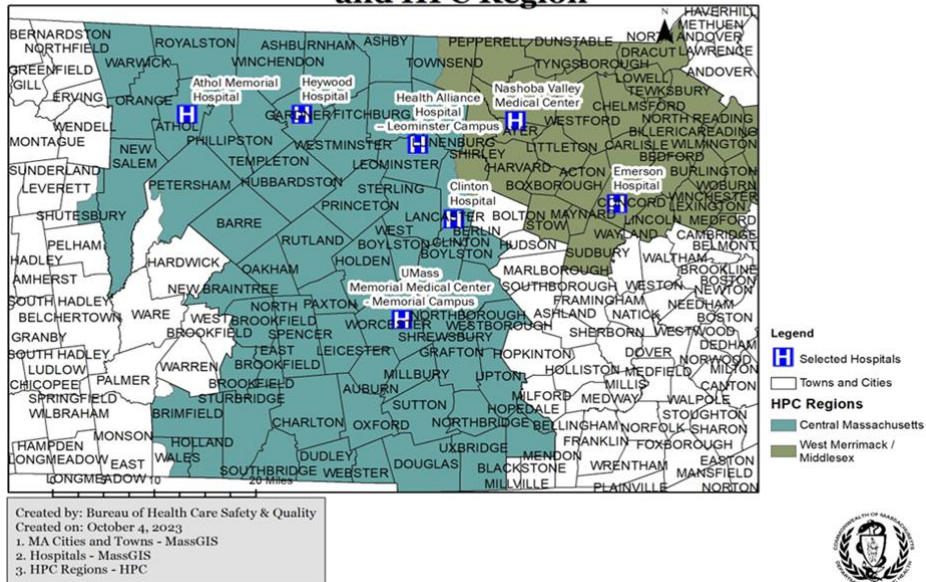 and HPC Region
N
HAVERHILL
BERNARDSTON
METHUEN
NORTHFIELD
ROYALSTON
ASHBURNHAM
ASHBY
PEPPERELL
DUNSTABLE
NORTH ANDOVER
DRACUT
LAWRENCE
WARWICK
WINCHENDON
TOWNSEND
TYNGSBOROUGH
GREENFIELD
LOWELL
ANDOVER
GILL
Athol Memorial
Hospital
Heywood
Hospital
Nashoba Valley
Medical Center
TEWKSBURY
ERVING
ORANGE
Health Alliance
Hospital
– Leominster Campus
CHELMSFORD
H
H
H
H
GARDNER
FITCHBURG
WESTFORD
NORTH READING
WENDELL
ATHOL
AYER
BILLERICA
READING
MONTAGUE
PHILLIPSTON
WESTMINSTER
LUNENBURG
LITTLETON
CARLISLE
WILMINGTON
NEW
SALEM
SHIRLEY
BEDFORD
TEMPLETON
LEOMINSTER
HARVARD
ACTON
Emerson
Hospital
BURLINGTON
SUNDERLAND
PETERSHAM
HUBBARDSTON
STERLING
Clinton
Hospital
BOXBOROUGH
WOBURN
LEVERETT
PRINCETON
H
CONCORD
WINCHESTER
LEXINGTON
SHUTESBURY
BARRE
LANCASTER
H
BOLTON
MAYNARD
LINCOLN
MEDFORD
WEST
BOYLSTON
BERLIN
STOW
WAYLAND
CAMBRIDGE
PELHAM
RUTLAND
CLINTON
HUDSON
BELMONT
HADLEY
HARDWICK
HOLDEN
BOYLSTON
SUDBURY
WALTHAM
OAKHAM
UMass
Memorial Medical Center
- Memorial Campus
MARLBOROUGH
BROOKLINE
AMHERST
NEW BRAINTREE
SOUTHBOROUGH
WESTON
BOSTON
NEWTON
SOUTH HADLEY
NORTH
BROOKFIELD
PAXTON
FRAMINGHAM
NEEDHAM
BELCHERTOWN
WARE
WEST
BROOKFIELD
WORCESTER
H
NORTHBOROUGH
ASHLAND
NATICK
BOSTON
GRANBY
SPENCER
WESTBOROUGH
SHERBORN
WESTWOOD
SHREWSBURY
DEDHAM
SOUTH HADLEY
EAST
BROOKFIELD
LEICESTER
GRAFTON
HOPKINTON
DOVER
NORWOOD
LUDLOW
WARREN
MILLBURY
HOLLISTON
MEDFIELD
MILTON
CHICOPEE
PALMER
BROOKFIELD
AUBURN
UPTON
MILLIS
CANTON
SPRINGFIELD
STURBRIDGE
MILFORD
MEDWAY
WALPOLE
WILBRAHAM
BRIMFIELD
SUTTON
HOPEDALE
STOUGHTON
CHARLTON
OXFORD
NORTHBRIDGE
BELLINGHAM
NORFOLK
SHARON
MONSON
HOLLAND
FRANKLIN
FOXBOROUGH
HAMPDEN
UXBRIDGE
LONGMEADOW
WALES
DUDLEY
MENDON
EASTON
EAST
LONGMEADOW
SOUTHBRIDGE
WEBSTER
DOUGLAS
BLACKSTONE
WRENTHAM
MANSFIELD
MILLVILLE
PLAINVILLE
NORTON
0
10
20 Miles
Legend
H
Selected Hospitals
Towns and Cities
HPC Regions
Central Massachusetts
West Merrimack /
Middlesex
Created by: Bureau of Health Care Safety & Quality
Created on: October 4, 2023
1. MA Cities and Towns - MassGIS
2. Hospitals - MassGIS
3. HPC Regions - HPC